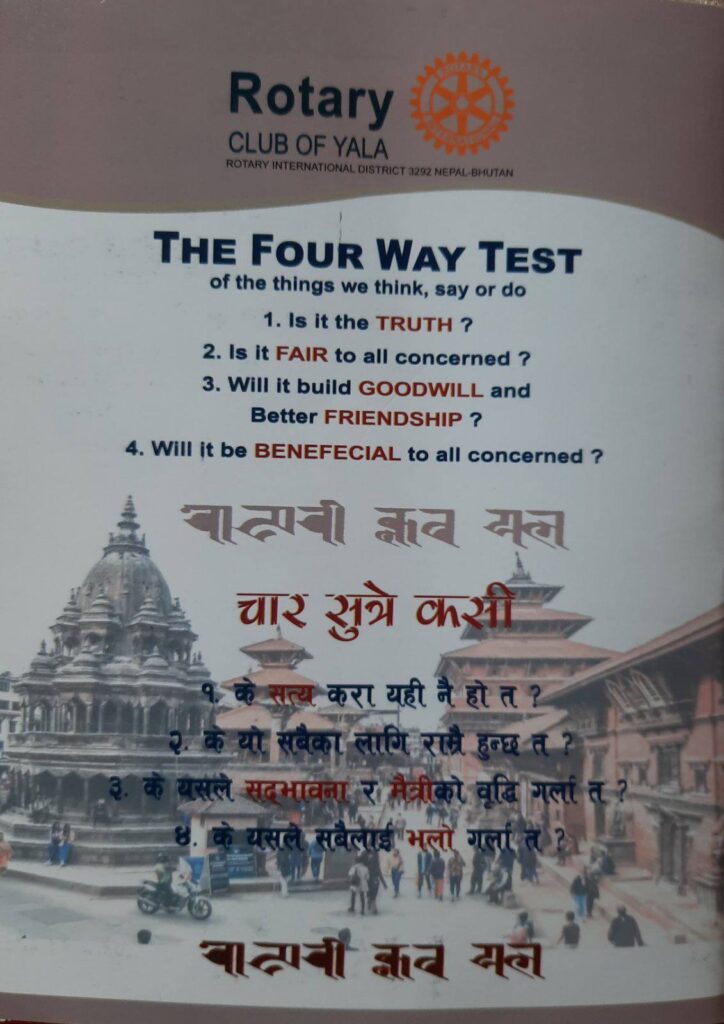 Rotary
CLUB OF YALA
ROTARY INTERNATIONAL DISTRICT 3292 NEPAL-BHUTAN
ROTARY
INTERNATIONAL
THE FOUR WAY TEST
of the things we think, say or do
1. Is it the TRUTH ?
2. Is it FAIR to all concerned ?
3. Will it build GOODWILL and
Better FRIENDSHIP ?
4. Will it be BENEFECIAL to all concerned ?
चार सुत्रे कसी
१. के सत्य करा यही नै हो त ?
२. के यो सबैका लागि राम्रै हुन्छ त ?
३. के यसले सद्भावना र मैत्रीको वृद्धि गर्ला त ?
४. के यसले सबैलाई भलो गर्ला त ?